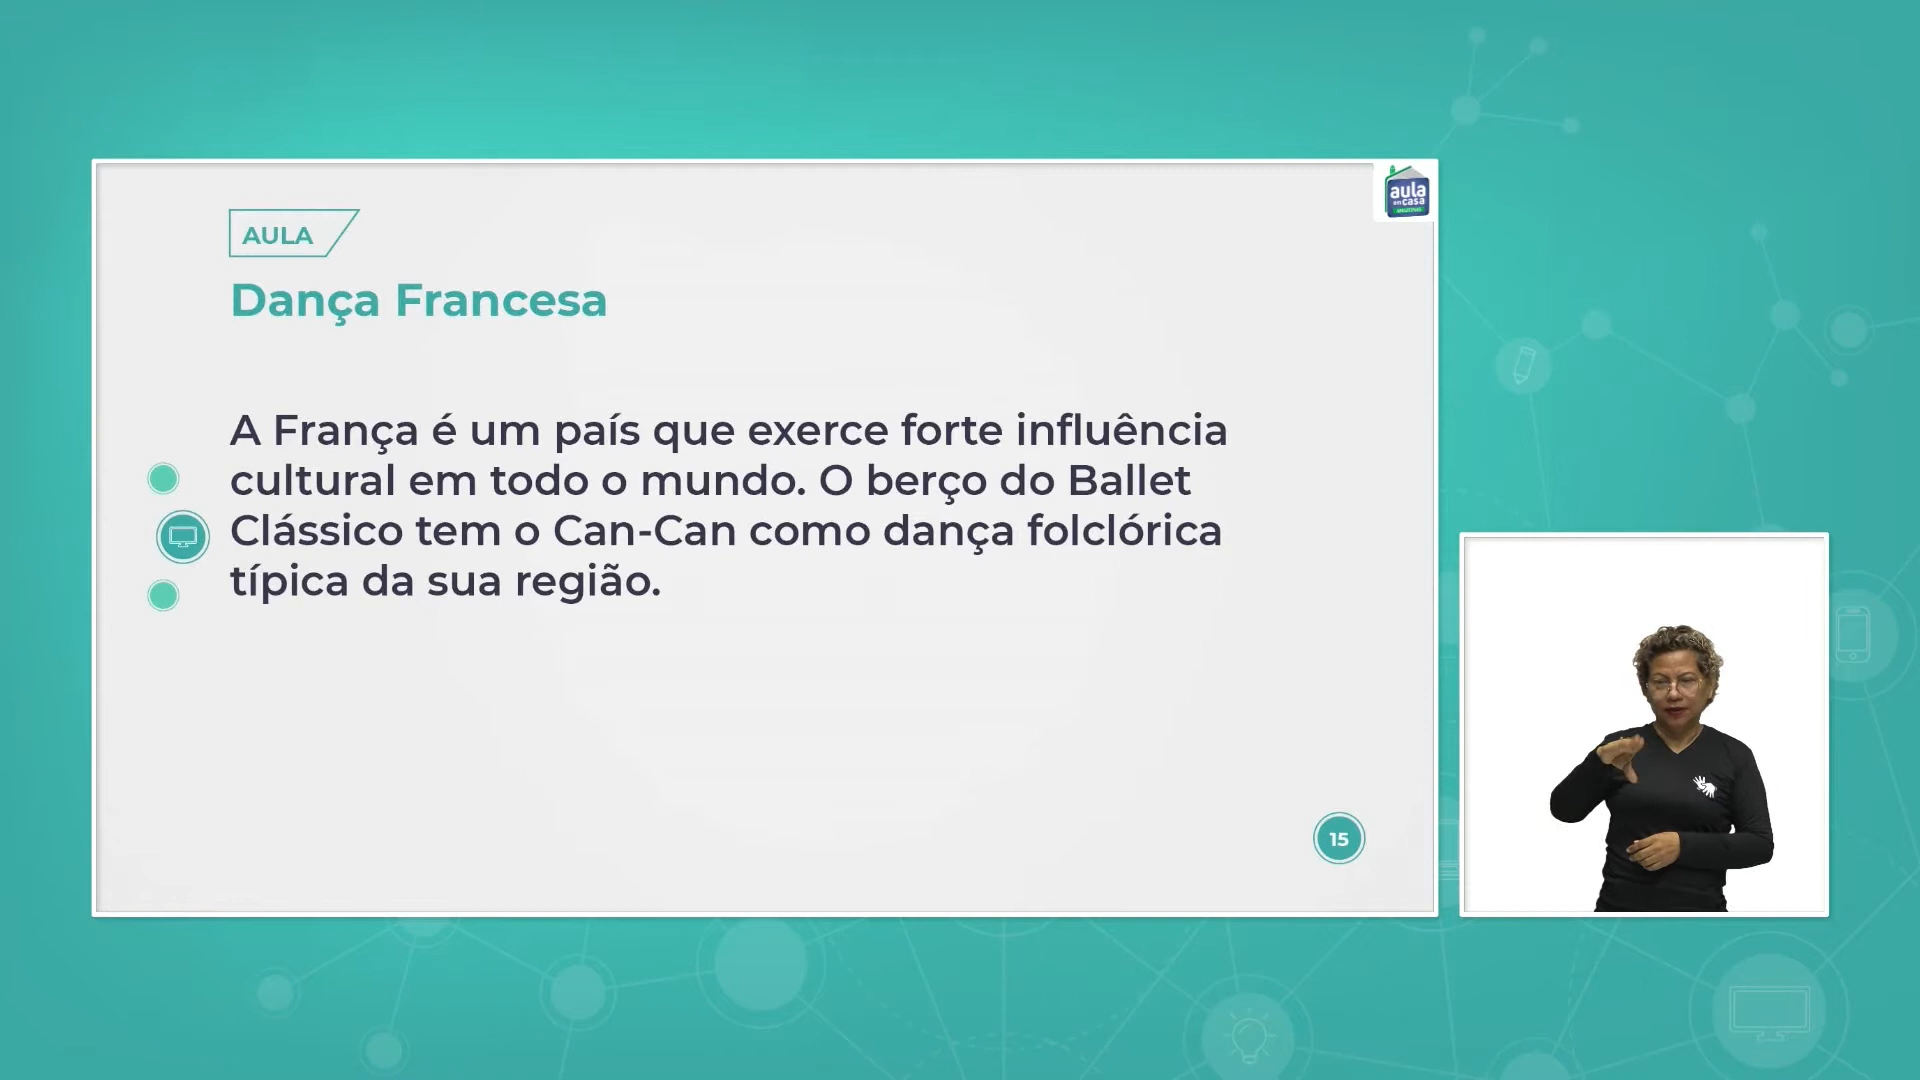 aula
em casa
AULA
Dança Francesa
A França é um país que exerce forte influência
cultural em todo o mundo. O berço do Ballet
Clássico tem o Can-Can como dança folclórica
típica da sua região.
15